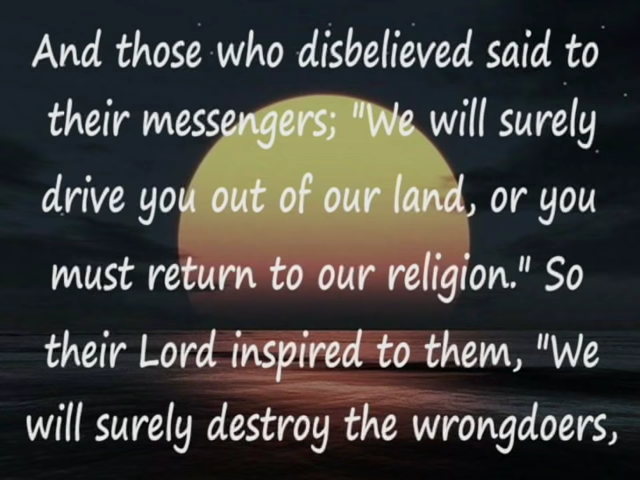 And those who disbelieved said to
their messengers; "We will surely
drive you out of our land, or you
must return to our religion." So
their Lord inspired to them, "We
will surely destroy the wrongdoers,